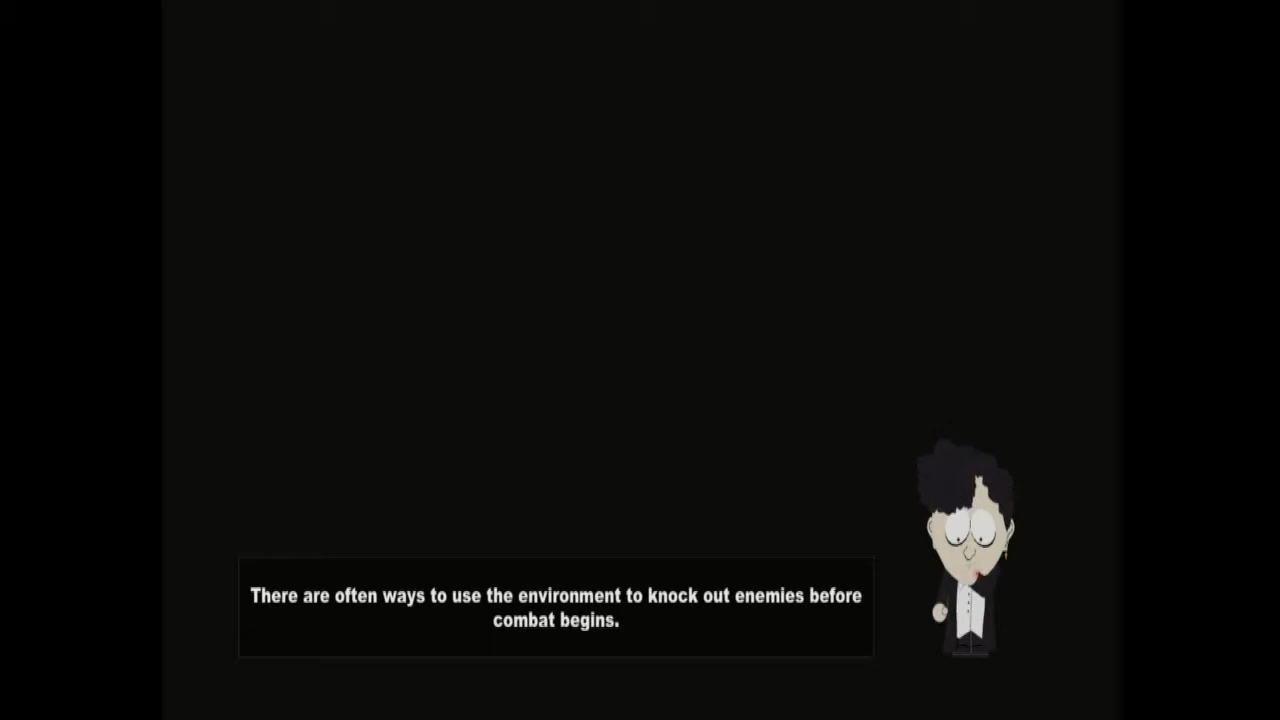 There are often ways to use the environment to knock out enemies before
combat begins.